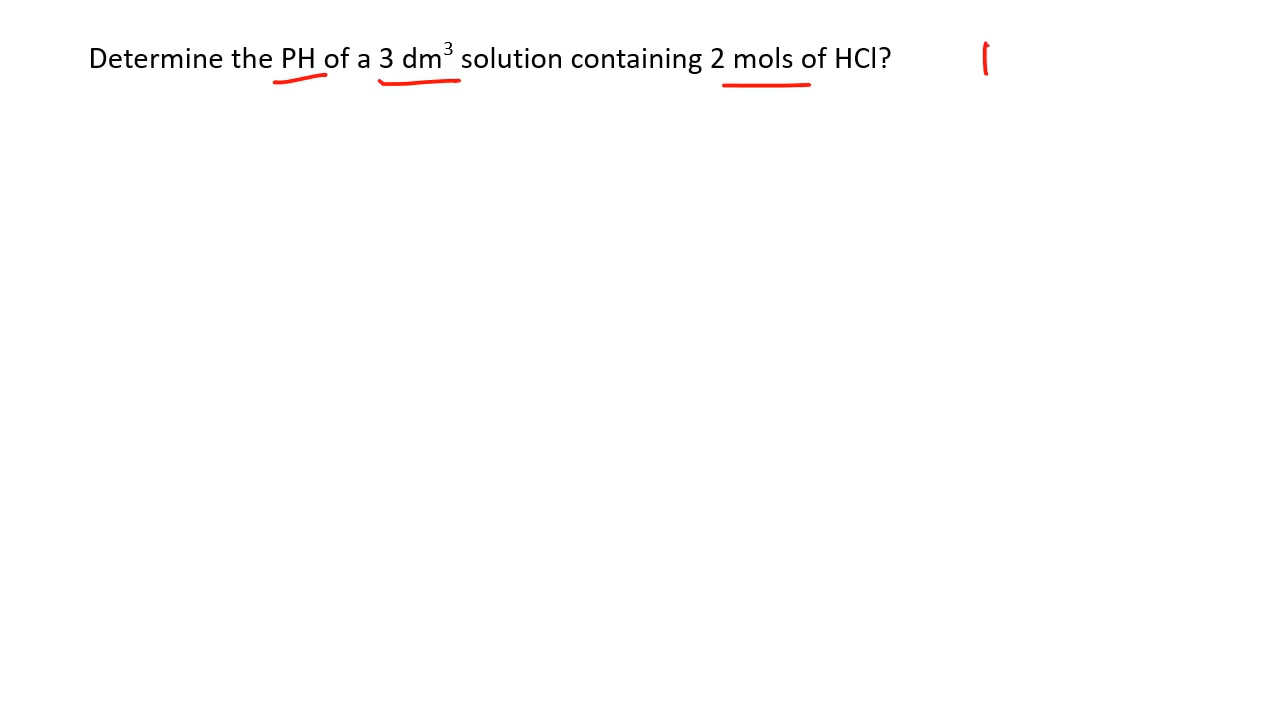 Determine the PH of a 3 dm³ solution containing 2 mols of HCl?